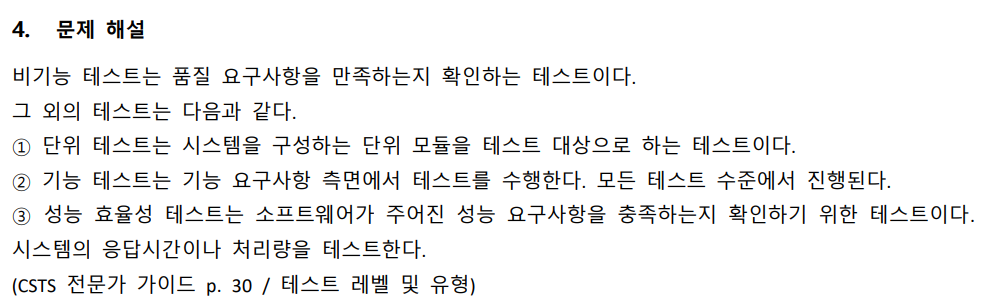 4. 문제 해설
비기능 테스트는 품질 요구사항을 만족하는지 확인하는 테스트이다.
그 외의 테스트는 다음과 같다.
① 단위 테스트는 시스템을 구성하는 단위 모듈을 테스트 대상으로 하는 테스트이다.
② 기능 테스트는 기능 요구사항 측면에서 테스트를 수행한다. 모든 테스트 수준에서 진행된다.
③ 성능 효율성 테스트는 소프트웨어가 주어진 성능 요구사항을 충족하는지 확인하기 위한 테스트이다.
시스템의 응답시간이나 처리량을 테스트한다.
(CSTS 전문가 가이드 p. 30 / 테스트 레벨 및 유형)